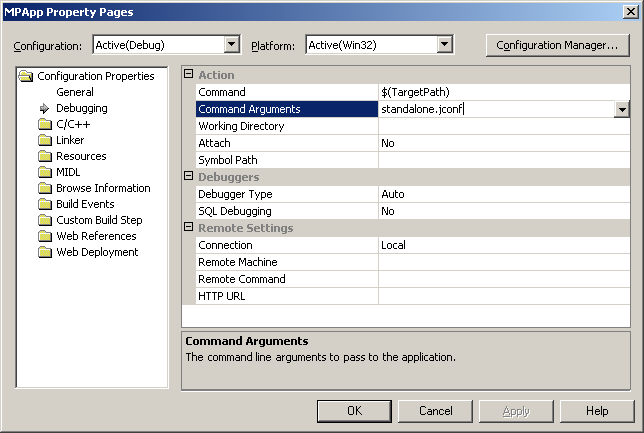 MPApp Property Pages
Configuration: Active(Debug) Platform: Active(Win32) Configuration Manager...
Configuration Properties
General
Debugging
C/C++
Linker
Resources
MIDL
Browse Information
Build Events
Custom Build Step
Web References
Web Deployment
Action
Command $(TargetPath)
Command Arguments standalone.jconf
Working Directory
Attach No
Symbol Path
Debuggers
Debugger Type Auto
SQL Debugging No
Remote Settings
Connection Local
Remote Machine
Remote Command
HTTP URL
Command Arguments
The command line arguments to pass to the application.
OK Cancel Apply Help